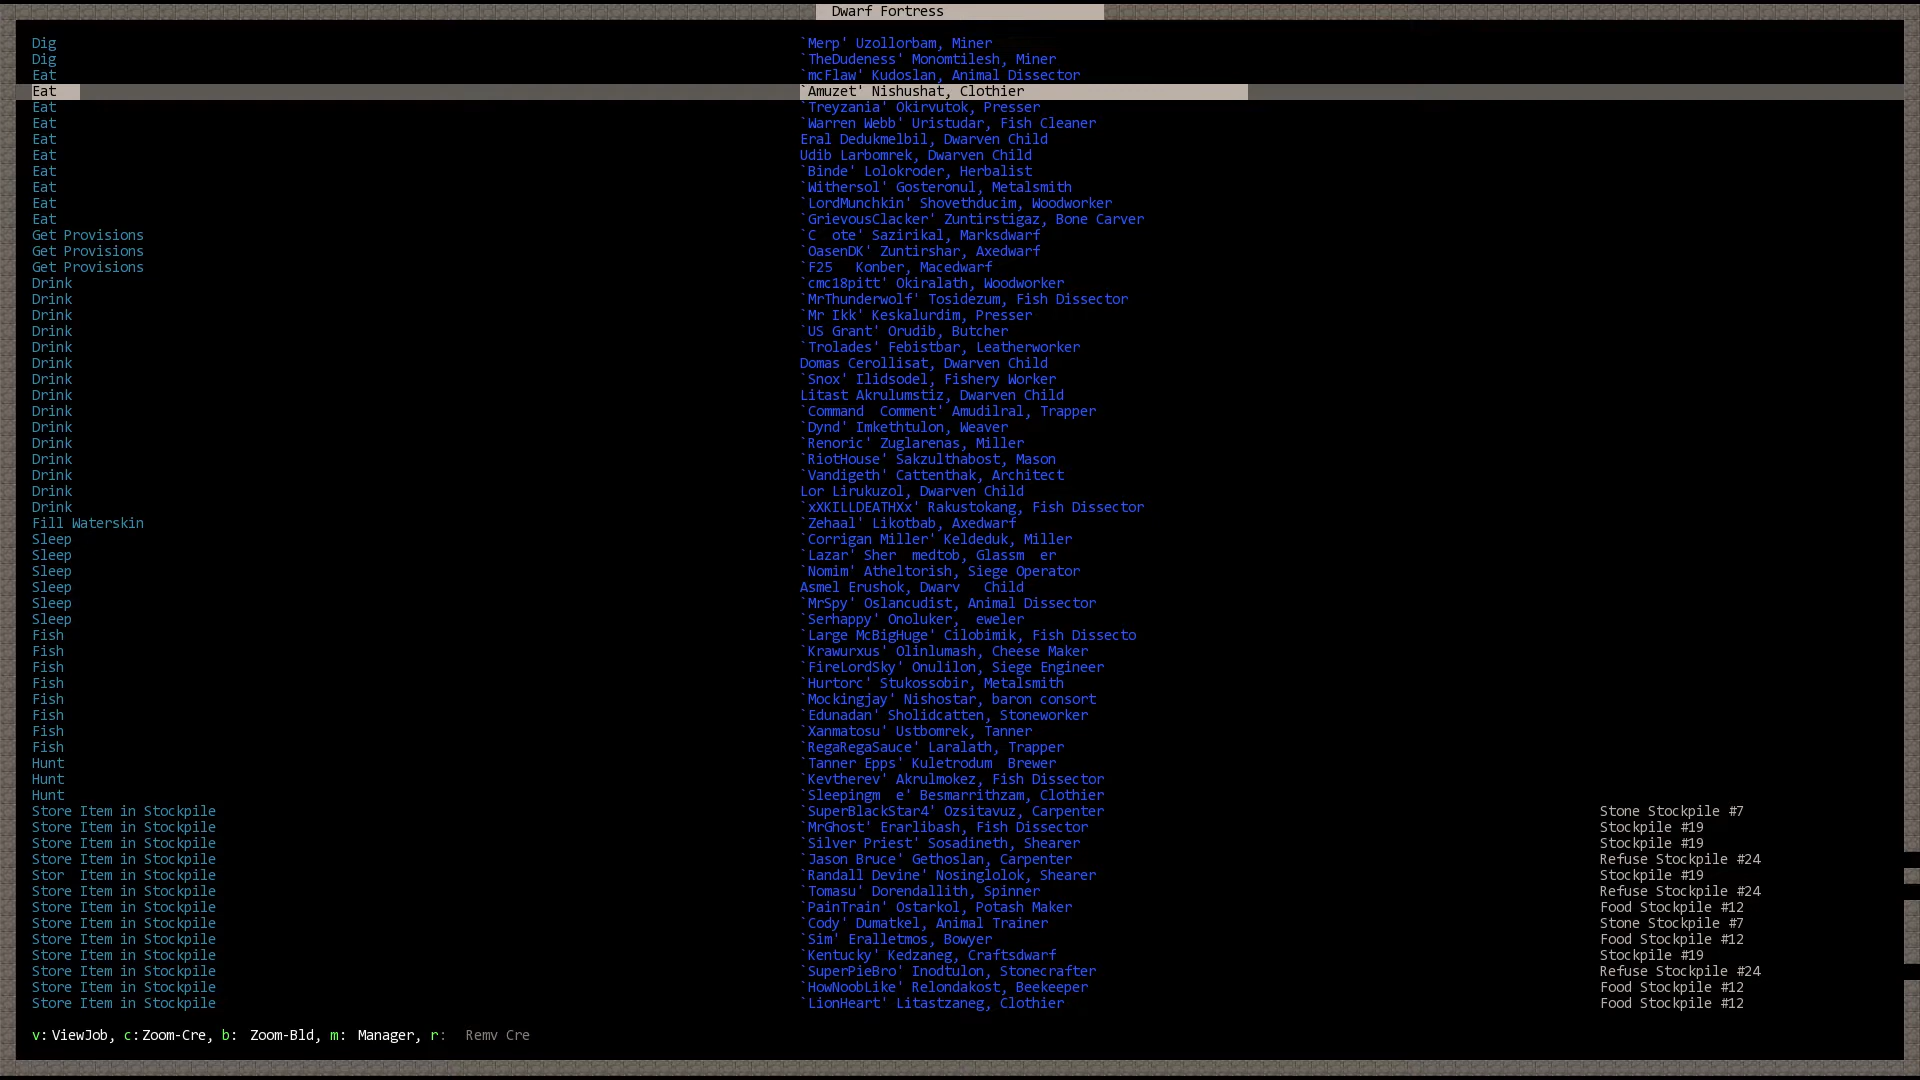 Dwarf Fortress
Dig `Merp' Uzollorbam, Miner
Dig `TheDudeness' Monomtilesh, Miner
Eat `mcFlaw' Kudoslan, Animal Dissector
Eat `Amuzet' Nishushat, Clothier
Eat `Treyzania' Okirvutok, Presser
Eat `Warren Webb' Uristudar, Fish Cleaner
Eat Eral Dedukmelbil, Dwarven Child
Eat Udib Larbomrek, Dwarven Child
Eat `Binde' Lolokroder, Herbalist
Eat `Withersol' Gosteronul, Metalsmith
Eat `LordMunchkin' Shovethducim, Woodworker
Eat `GrievousClacker' Zuntirstigaz, Bone Carver
Get Provisions `C ote' Sazirikal, Marksdwarf
Get Provisions `OasenDK' Zuntirshar, Axedwarf
Get Provisions `F25 Konber, Macedwarf
Drink `cmc18pitt' Okiralath, Woodworker
Drink `MrThunderwolf' Tosidezum, Fish Dissector
Drink `Mr Ikk' Keskalurdim, Presser
Drink `US Grant' Orudib, Butcher
Drink `Trolades' Febistbar, Leatherworker
Drink Domas Cerollisat, Dwarven Child
Drink `Snox' Ilidsodel, Fishery Worker
Drink Litast Akrulumstiz, Dwarven Child
Drink `Command Comment' Amudilral, Trapper
Drink `Dynd' Imkethtulon, Weaver
Drink `Renoric' Zuglarenas, Miller
Drink `RiotHouse' Sakzulthabost, Mason
Drink `Vandigeth' Cattenthak, Architect
Drink Lor Lirukuzol, Dwarven Child
Drink `xXKILLDEATHXx' Rakustokang, Fish Dissector
Fill Waterskin `Zehaal' Likotbab, Axedwarf
Sleep `Corrigan Miller' Keldeduk, Miller
Sleep `Lazar' Sher medtob, Glassm er
Sleep `Nomim' Atheltorish, Siege Operator
Sleep Asmel Erushok, Dwarv Child
Sleep `MrSpy' Oslancudist, Animal Dissector
Sleep `Serhappy' Onoluker, eweler
Fish `Large McBigHuge' Cilobimik, Fish Dissecto
Fish `Krawurxus' Olinlumash, Cheese Maker
Fish `FireLordSky' Onulilon, Siege Engineer
Fish `Hurtorc' Stukossobir, Metalsmith
Fish `Mockingjay' Nishostar, baron consort
Fish `Edunadan' Sholidcatten, Stoneworker
Fish `Xanmatosu' Ustbomrek, Tanner
Fish `RegaRegaSauce' Laralath, Trapper
Hunt `Tanner Epps' Kuletrodum Brewer
Hunt `Kevtherev' Akrulmokez, Fish Dissector
Hunt `Sleepingm e' Besmarrithzam, Clothier
Store Item in Stockpile `SuperBlackStar4' Ozsitavuz, Carpenter Stone Stockpile #7
Store Item in Stockpile `MrGhost' Erarlibash, Fish Dissector Stockpile #19
Store Item in Stockpile `Silver Priest' Sosadineth, Shearer Stockpile #19
Store Item in Stockpile `Jason Bruce' Gethoslan, Carpenter Refuse Stockpile #24
Stor Item in Stockpile `Randall Devine' Nosinglolok, Shearer Stockpile #19
Store Item in Stockpile `Tomasu' Dorendallith, Spinner Refuse Stockpile #24
Store Item in Stockpile `PainTrain' Ostarkol, Potash Maker Food Stockpile #12
Store Item in Stockpile `Cody' Dumatkel, Animal Trainer Stone Stockpile #7
Store Item in Stockpile `Sim' Eralletmos, Bowyer Food Stockpile #12
Store Item in Stockpile `Kentucky' Kedzaneg, Craftsdwarf Stockpile #19
Store Item in Stockpile `SuperPieBro' Inodtulon, Stonecrafter Refuse Stockpile #24
Store Item in Stockpile `HowNoobLike' Relondakost, Beekeeper Food Stockpile #12
Store Item in Stockpile `LionHeart' Litastzaneg, Clothier Food Stockpile #12
v: ViewJob, c: Zoom-Cre, b: Zoom-Bld, m: Manager, r: Remv Cre